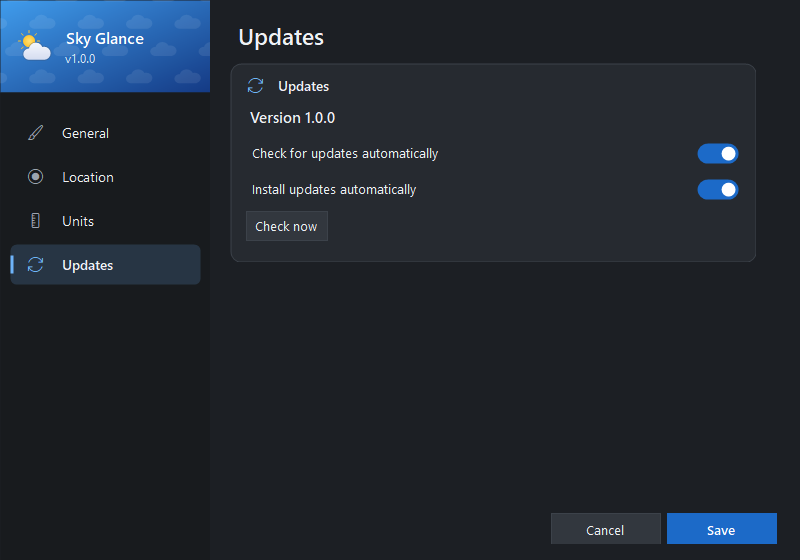 Sky Glance
v1.0.0
General
Location
Units
Updates
Updates
Updates
Version 1.0.0
Check for updates automatically
Install updates automatically
Check now
Cancel
Save